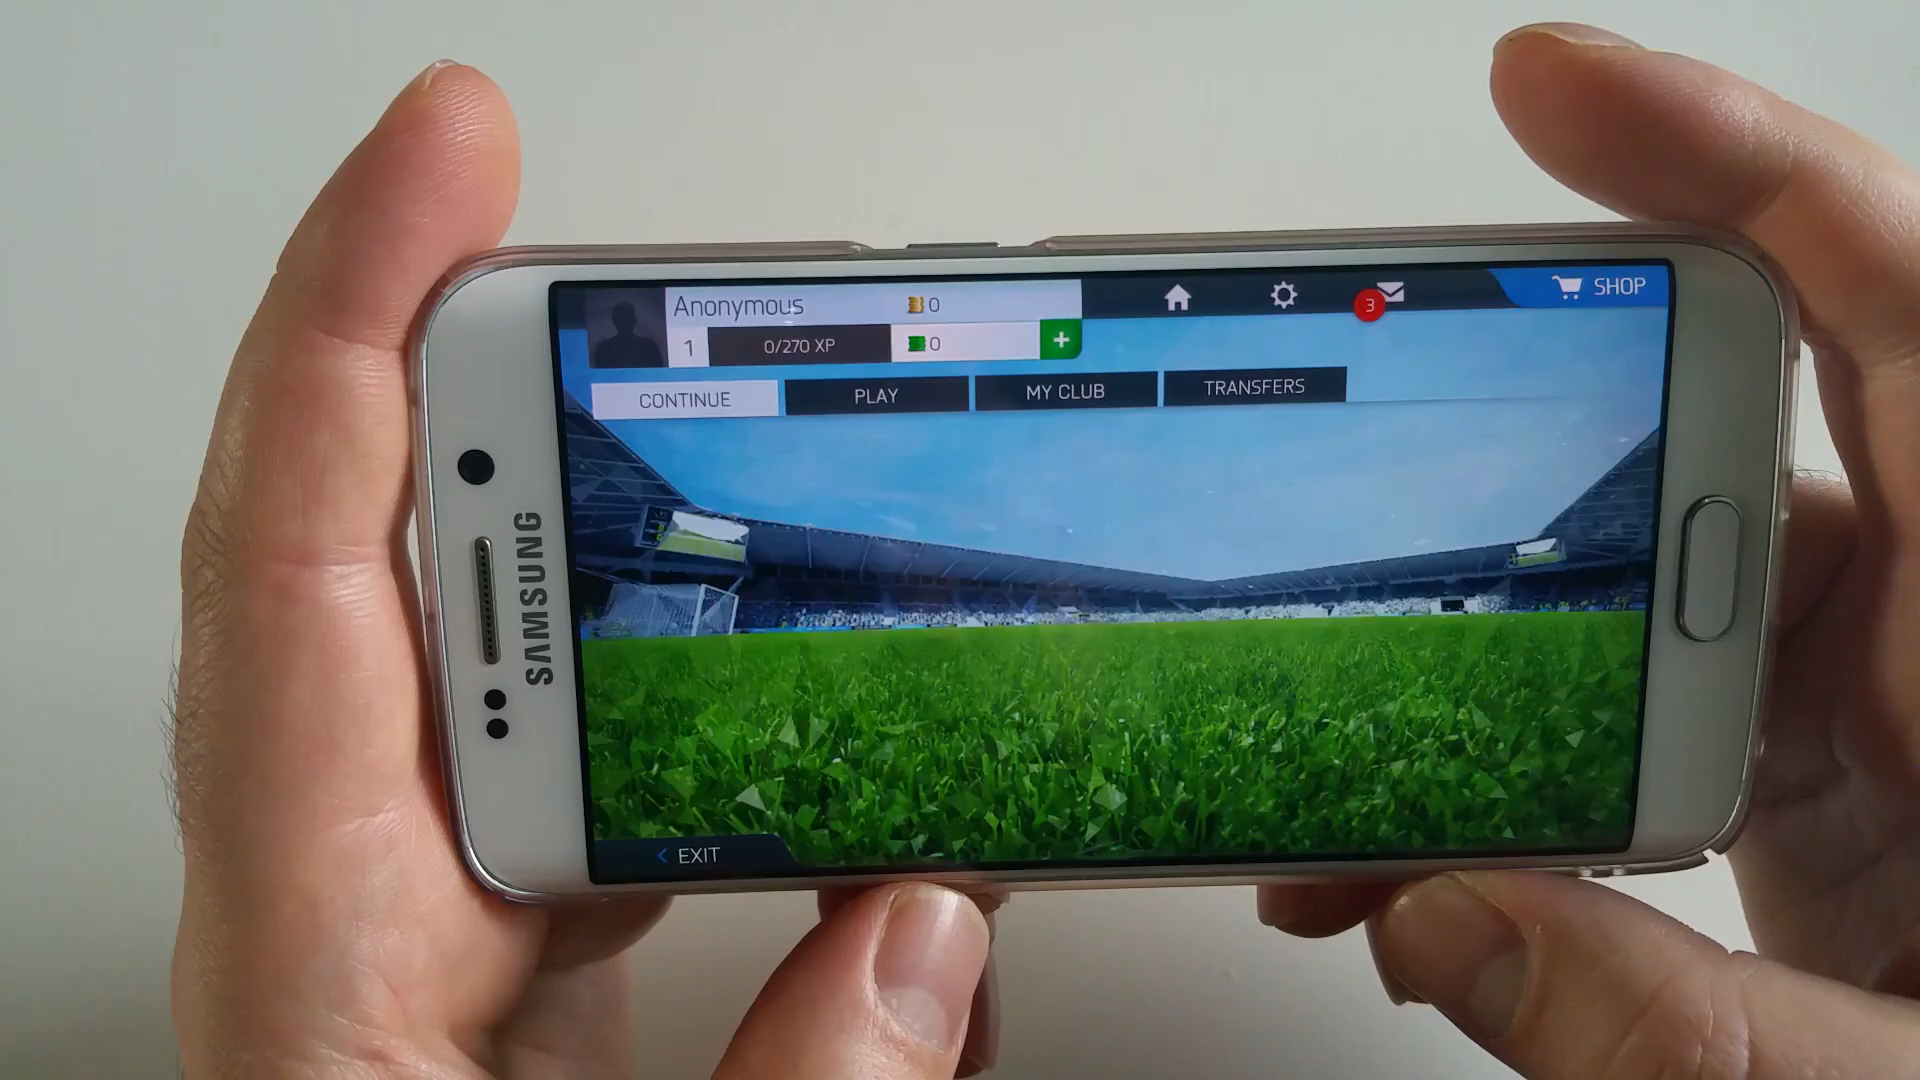 Anonymous
0
3
SHOP
1
0/270 XP
0
+
CONTINUE
PLAY
MY CLUB
TRANSFERS
SAMSUNG
< EXIT